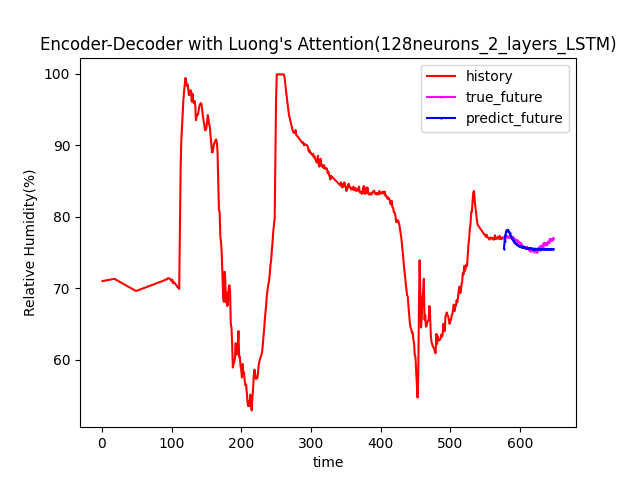 Encoder-Decoder with Luong's Attention(128neurons_2_layers_LSTM)
history
true_future
predict_future
Relative Humidity(%)
100
90
80
70
60
0 100 200 300 400 500 600
time